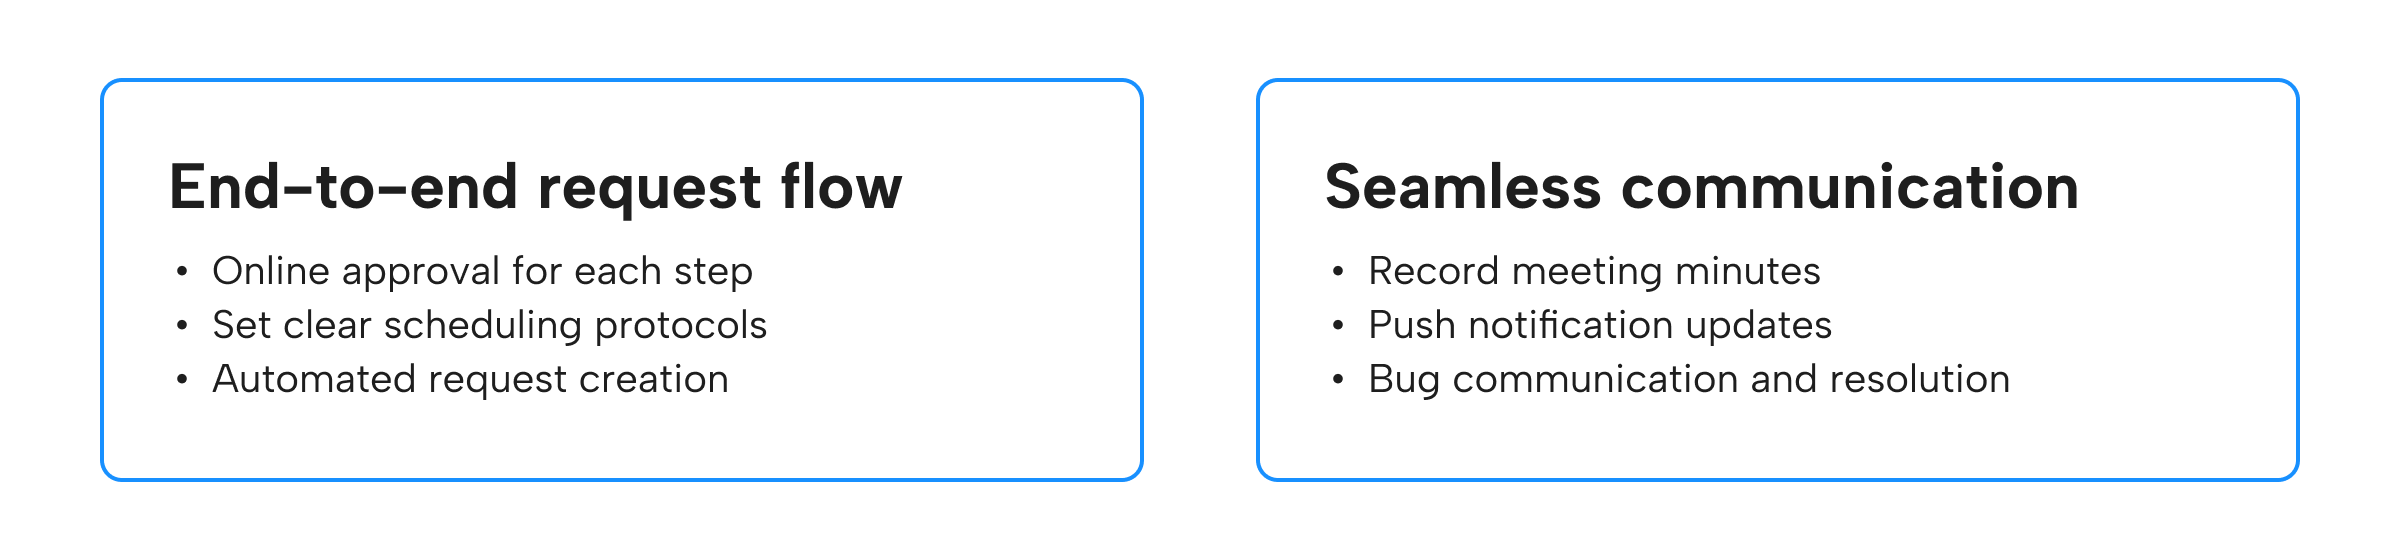 End-to-end request flow
• Online approval for each step
• Set clear scheduling protocols
• Automated request creation
Seamless communication
• Record meeting minutes
• Push notification updates
• Bug communication and resolution